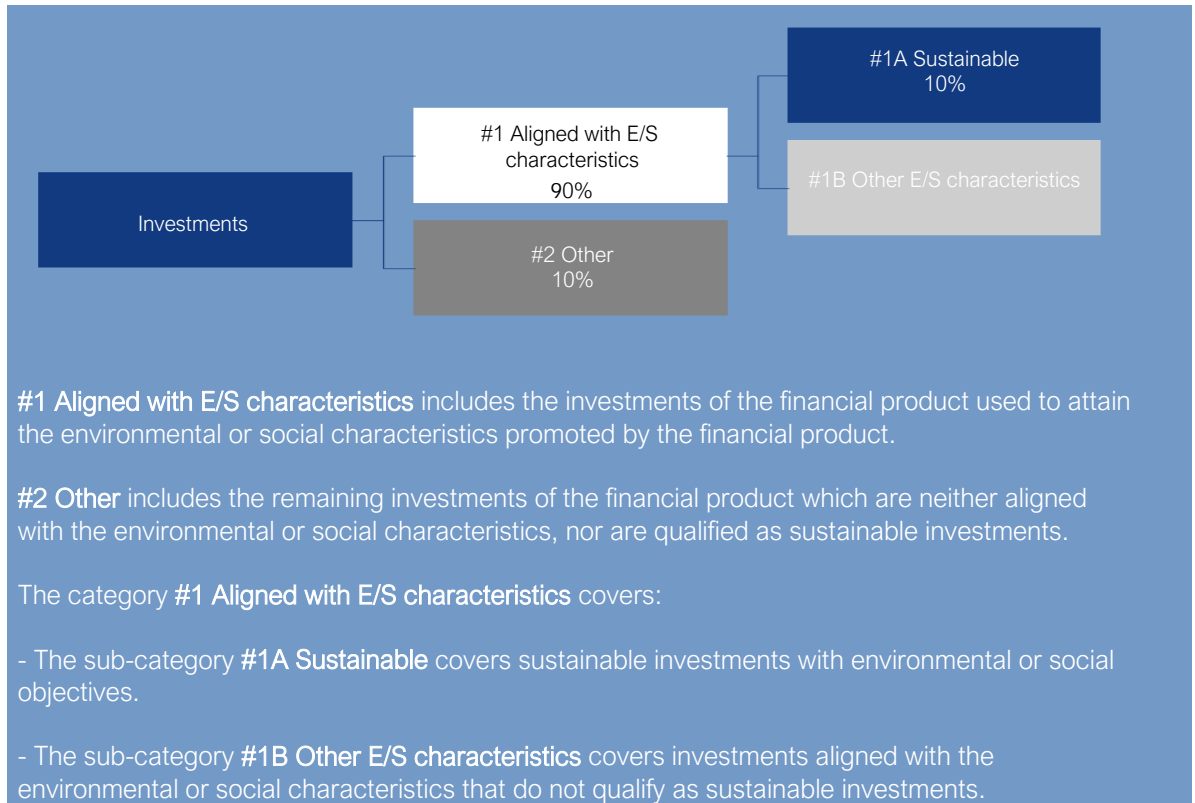 #1A Sustainable
10%
#1 Aligned with E/S
characteristics
90%
#1B Other E/S characteristics
Investments
#2 Other
10%
#1 Aligned with E/S characteristics includes the investments of the financial product used to attain
the environmental or social characteristics promoted by the financial product.
#2 Other includes the remaining investments of the financial product which are neither aligned
with the environmental or social characteristics, nor are qualified as sustainable investments.
The category #1 Aligned with E/S characteristics covers:
- The sub-category #1A Sustainable covers sustainable investments with environmental or social
objectives.
- The sub-category #1B Other E/S characteristics covers investments aligned with the
environmental or social characteristics that do not qualify as sustainable investments.